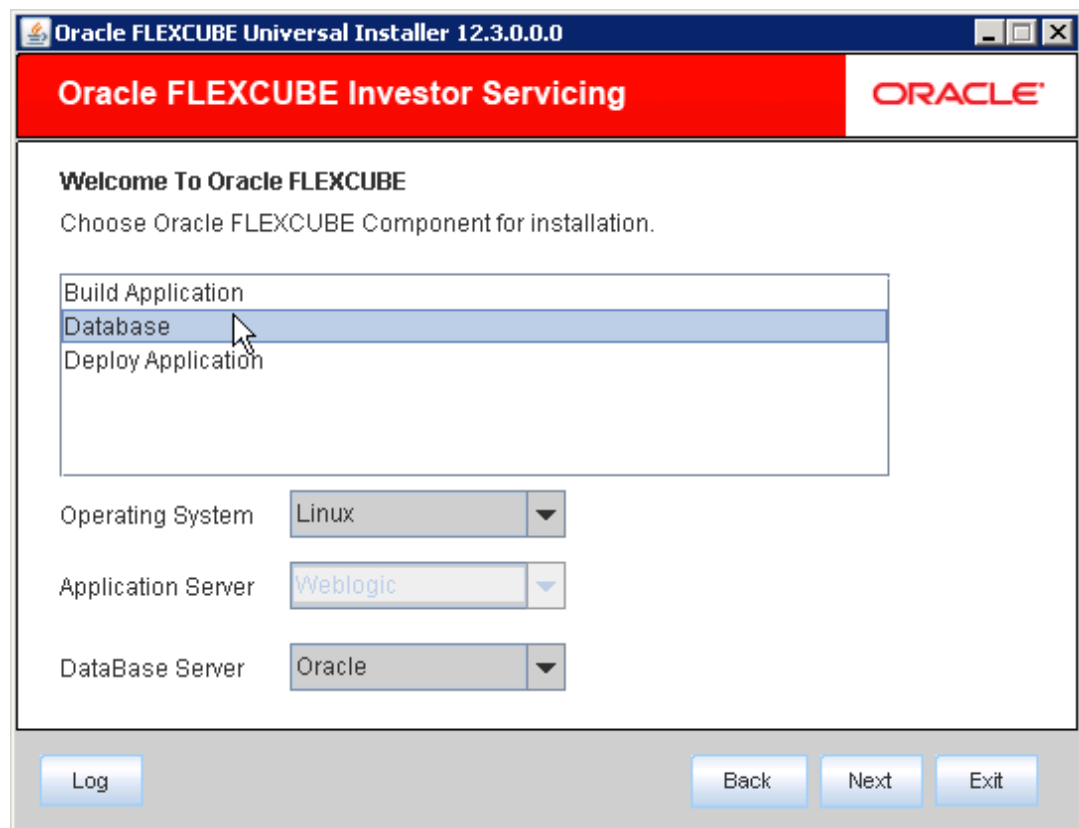 Oracle FLEXCUBE Universal Installer 12.3.0.0.0
Oracle FLEXCUBE Investor Servicing
ORACLE
Welcome To Oracle FLEXCUBE
Choose Oracle FLEXCUBE Component for installation.
Build Application
Database
Deploy Application
Operating System Linux
Application Server Weblogic
DataBase Server Oracle
Log Back Next Exit